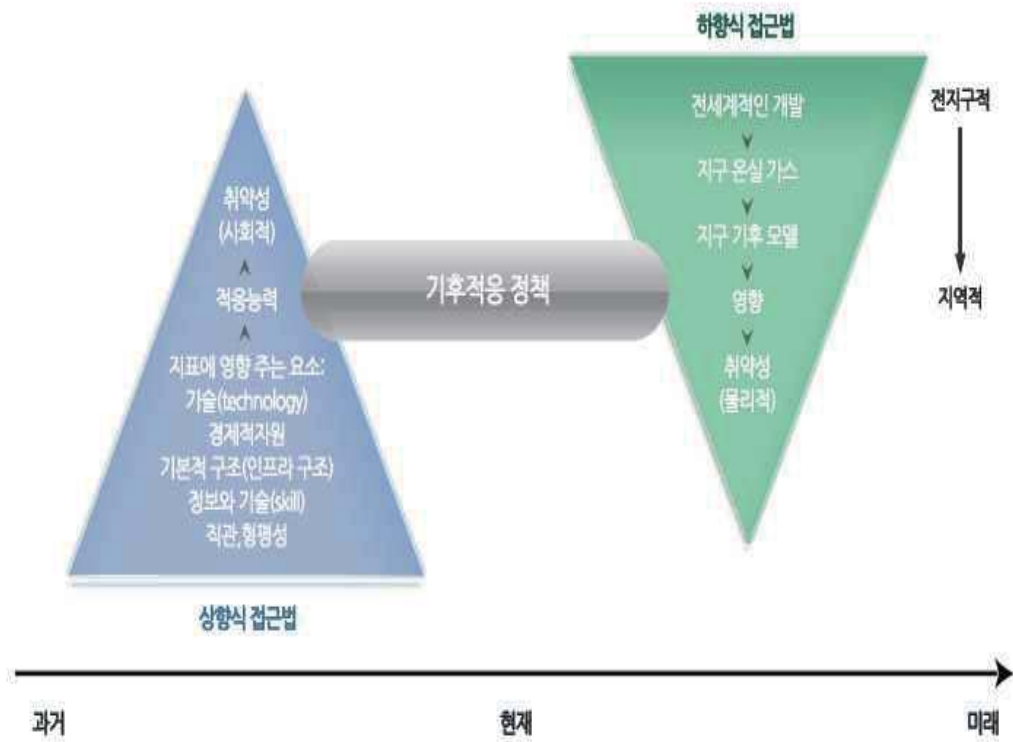 하향식 접근법
전세계적인 개발
지구 온실 가스
지구 기후 모델
영향
취약성
(물리적)
전지구적
지역적
기후적응 정책
취약성
(사회적)
적응능력
지표에 영향 주는 요소:
기술(technology)
경제적자원
기본적 구조(인프라 구조)
정보와 기술(skill)
직관,형평성
상향식 접근법
과거
현재
미래